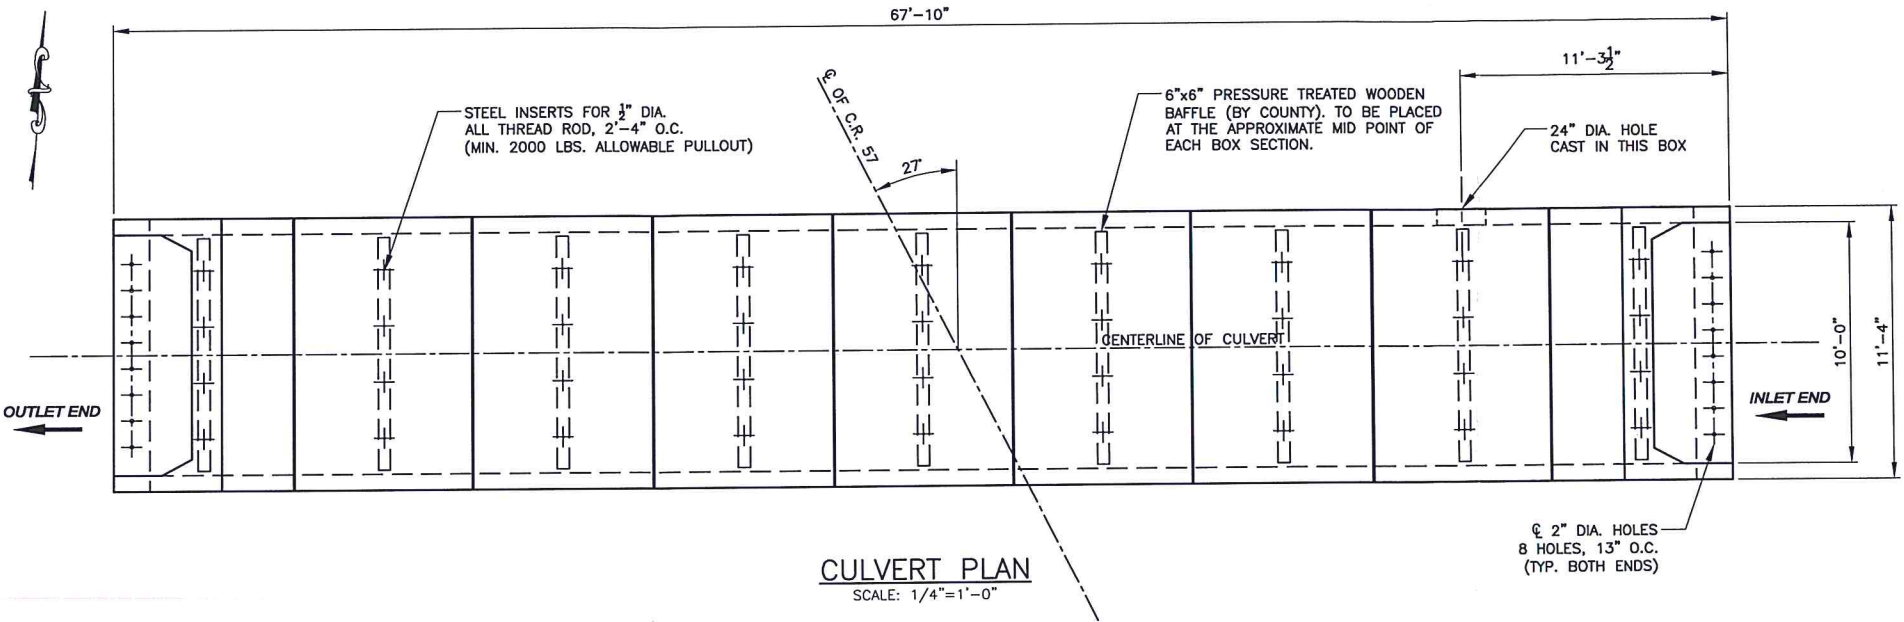 67'-10"
11'-3½"
STEEL INSERTS FOR ½" DIA.
ALL THREAD ROD, 2'-4" O.C.
(MIN. 2000 LBS. ALLOWABLE PULLOUT)
℄ OF C.R. 57
27°
6"x6" PRESSURE TREATED WOODEN
BAFFLE (BY COUNTY). TO BE PLACED
AT THE APPROXIMATE MID POINT OF
EACH BOX SECTION.
24" DIA. HOLE
CAST IN THIS BOX
CENTERLINE OF CULVERT
10'-0"
11'-4"
OUTLET END
INLET END
℄ 2" DIA. HOLES
8 HOLES, 13" O.C.
(TYP. BOTH ENDS)
CULVERT PLAN
SCALE: 1/4"=1'-0"